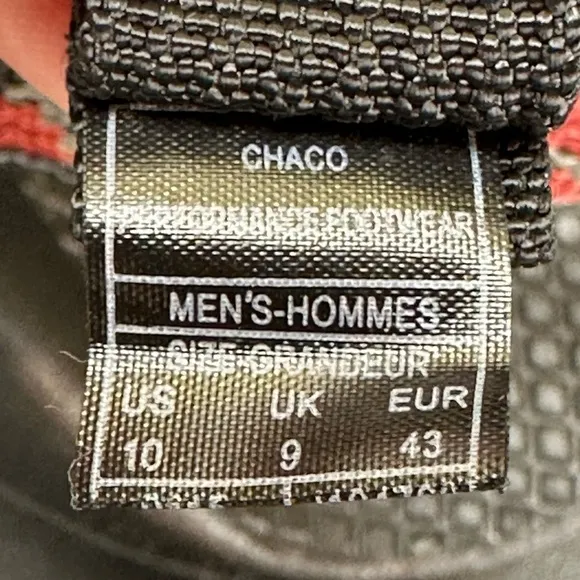 CHACO
PERFORMANCE FOOTWEAR
MEN'S-HOMMES
SIZE-GRANDEUR
US UK EUR
10 9 43